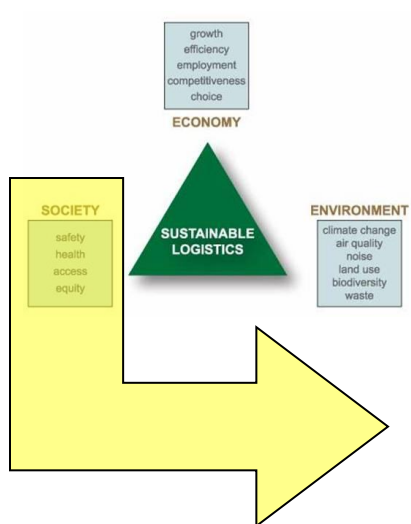 growth
efficiency
employment
competitiveness
choice
ECONOMY
SOCIETY
safety
health
access
equity
SUSTAINABLE
LOGISTICS
ENVIRONMENT
climate change
air quality
noise
land use
biodiversity
waste